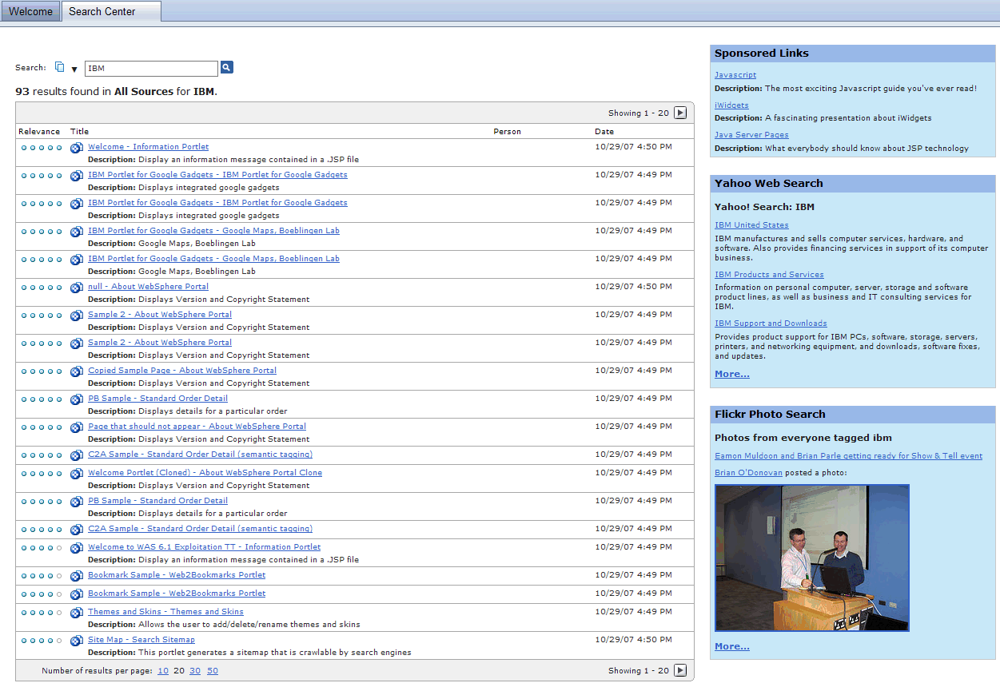 Welcome
Search Center
Search:
IBM
93 results found in All Sources for IBM.
Showing 1 - 20
Relevance Title Person Date
Welcome - Information Portlet 10/29/07 4:50 PM
Description: Display an information message contained in a .JSP file
IBM Portlet for Google Gadgets - IBM Portlet for Google Gadgets 10/29/07 4:49 PM
Description: Displays integrated google gadgets
IBM Portlet for Google Gadgets - IBM Portlet for Google Gadgets 10/29/07 4:49 PM
Description: Displays integrated google gadgets
IBM Portlet for Google Gadgets - Google Maps, Boeblingen Lab 10/29/07 4:49 PM
Description: Google Maps, Boeblingen Lab
IBM Portlet for Google Gadgets - Google Maps, Boeblingen Lab 10/29/07 4:49 PM
Description: Google Maps, Boeblingen Lab
null - About WebSphere Portal 10/29/07 4:50 PM
Description: Displays Version and Copyright Statement
Sample 2 - About WebSphere Portal 10/29/07 4:49 PM
Description: Displays Version and Copyright Statement
Sample 2 - About WebSphere Portal 10/29/07 4:49 PM
Description: Displays Version and Copyright Statement
Copied Sample Page - About WebSphere Portal 10/29/07 4:49 PM
Description: Displays Version and Copyright Statement
PB Sample - Standard Order Detail 10/29/07 4:49 PM
Description: Displays details for a particular order
Page that should not appear - About WebSphere Portal 10/29/07 4:49 PM
Description: Displays Version and Copyright Statement
C2A Sample - Standard Order Detail (semantic tagging) 10/29/07 4:49 PM
Welcome Portlet (Cloned) - About WebSphere Portal Clone 10/29/07 4:49 PM
Description: Displays Version and Copyright Statement
PB Sample - Standard Order Detail 10/29/07 4:49 PM
Description: Displays details for a particular order
C2A Sample - Standard Order Detail (semantic tagging) 10/29/07 4:49 PM
Welcome to WAS 6.1 Exploitation TT - Information Portlet 10/29/07 4:49 PM
Description: Display an information message contained in a .JSP file
Bookmark Sample - Web2Bookmarks Portlet 10/29/07 4:49 PM
Bookmark Sample - Web2Bookmarks Portlet 10/29/07 4:49 PM
Themes and Skins - Themes and Skins 10/29/07 4:49 PM
Description: Allows the user to add/delete/rename themes and skins
Site Map - Search Sitemap 10/29/07 4:50 PM
Description: This portlet generates a sitemap that is crawlable by search engines
Number of results per page: 10 20 30 50 Showing 1 - 20
Sponsored Links
Javascript
Description: The most exciting Javascript guide you've ever read!
iWidgets
Description: A fascinating presentation about iWidgets
Java Server Pages
Description: What everybody should know about JSP technology
Yahoo Web Search
Yahoo! Search: IBM
IBM United States
IBM manufactures and sells computer services, hardware, and
software. Also provides financing services in support of its computer
business.
IBM Products and Services
Information on personal computer, server, storage and software
product lines, as well as business and IT consulting services for
IBM.
IBM Support and Downloads
Provides product support for IBM PCs, software, storage, servers,
printers, and networking equipment, and downloads, software fixes,
and updates.
More...
Flickr Photo Search
Photos from everyone tagged ibm
Eamon Muldoon and Brian Parle getting ready for Show & Tell event
Brian O'Donovan posted a photo:
More...